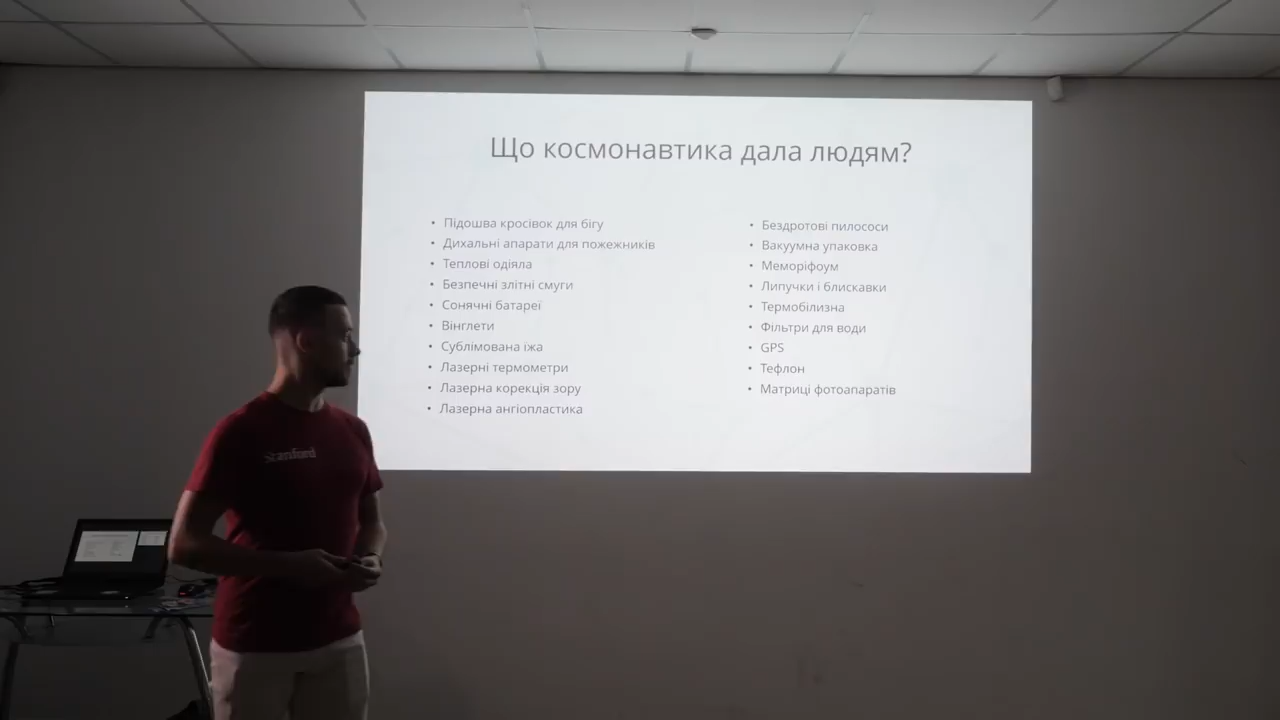 Що космонавтика дала людям?
• Підошва кросівок для бігу
• Дихальні апарати для пожежників
• Теплові одіяла
• Безпечні злітні смуги
• Сонячні батареї
• Вінглети
• Сублімована їжа
• Лазерні термометри
• Лазерна корекція зору
• Лазерна ангіопластика
• Бездротові пилососи
• Вакуумна упаковка
• Меморіфоум
• Липучки і блискавки
• Термобілизна
• Фільтри для води
• GPS
• Тефлон
• Матриці фотоапаратів
Stanford